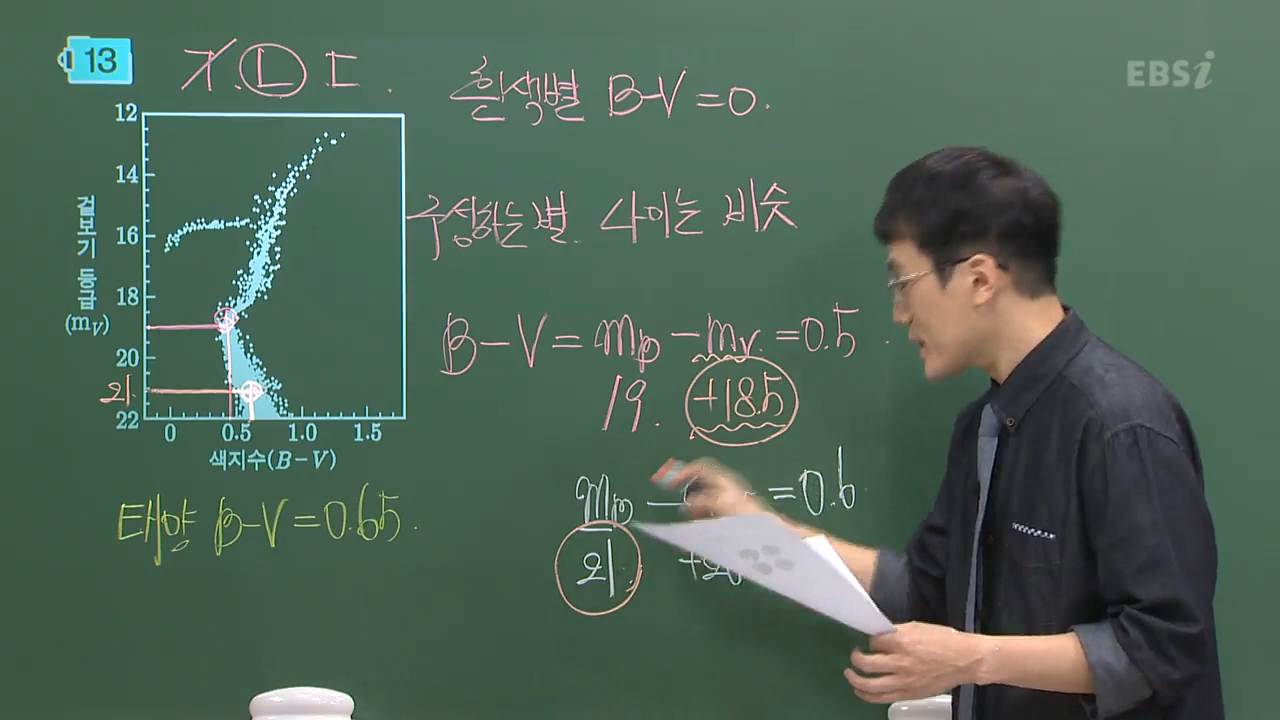 13
ㄱ.ㄴ.ㄷ.
흰색별 B-V=0.
EBSi
12
14
16
18
20
22
겉보기 등급
(mV)
구성하는별 나이는 비슷
B-V=mp-mv=0.5
19. +18.5
21
0 0.5 1.0 1.5
색지수(B-V)
mp - =0.6
태양 B-V=0.65.
21.